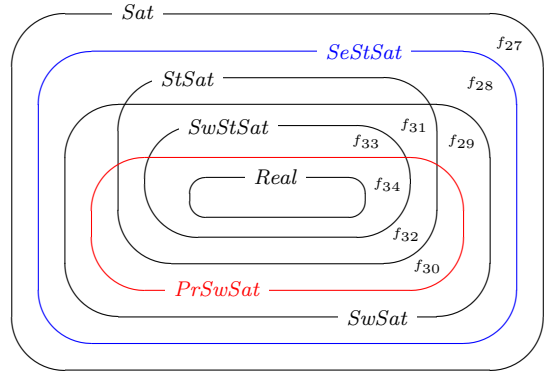 Sat
f27
SeStSat
StSat
f28
SwStSat
f31
f33
f29
Real
f34
f32
f30
PrSwSat
SwSat